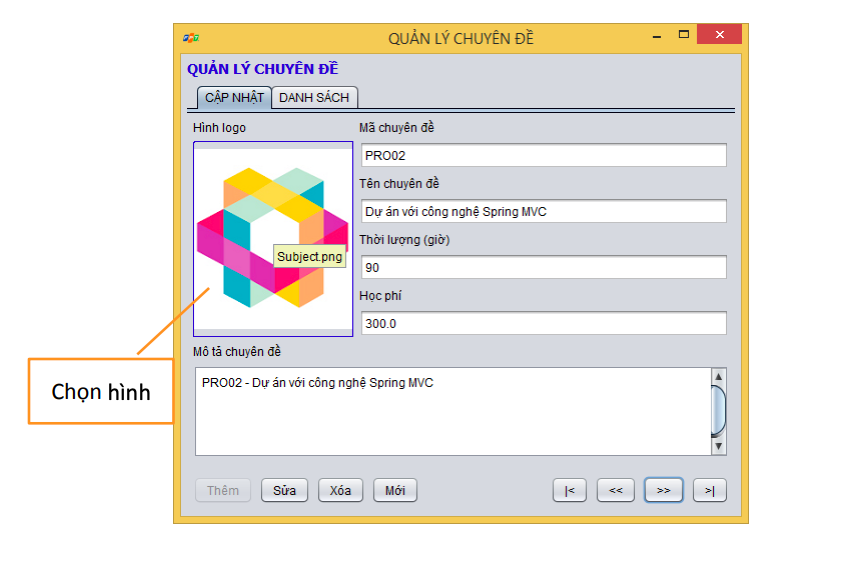 QUẢN LÝ CHUYÊN ĐỀ
QUẢN LÝ CHUYÊN ĐỀ
CẬP NHẬT DANH SÁCH
Hình logo
Mã chuyên đề
PRO02
Tên chuyên đề
Dự án với công nghệ Spring MVC
Thời lượng (giờ)
Subject.png
90
Học phí
300.0
Mô tả chuyên đề
PRO02 - Dự án với công nghệ Spring MVC
Chọn hình
Thêm Sửa Xóa Mới |< << >> >|